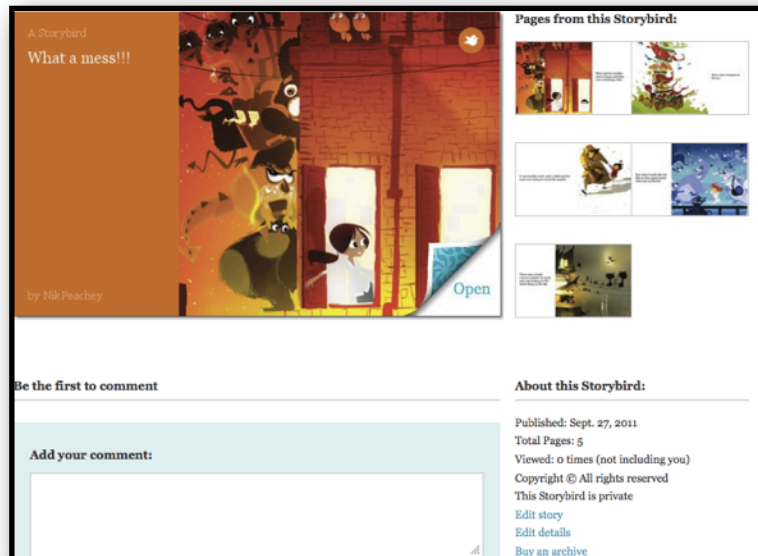 A Storybird
What a mess!!!
by NikPeachey
Open
Pages from this Storybird:
Be the first to comment
Add your comment:
About this Storybird:
Published: Sept. 27, 2011
Total Pages: 5
Viewed: 0 times (not including you)
Copyright © All rights reserved
This Storybird is private
Edit story
Edit details
Buy an archive